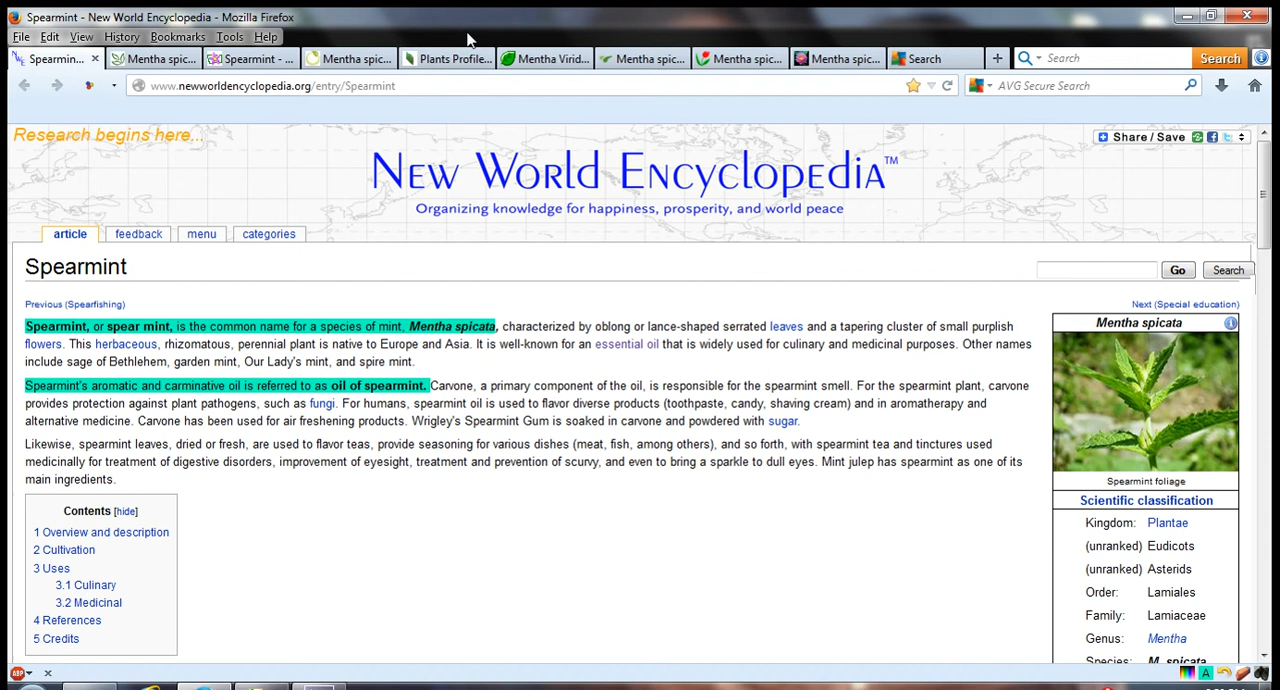 Spearmint - New World Encyclopedia - Mozilla Firefox
File Edit View History Bookmarks Tools Help
Spearmin... Mentha spic... Spearmint - ... Mentha spic... Plants Profile... Mentha Virid... Mentha spic... Mentha spic... Mentha spic... Search Search Search
www.newworldencyclopedia.org/entry/Spearmint AVG Secure Search
Research begins here...
Share / Save
New World Encyclopedia™
Organizing knowledge for happiness, prosperity, and world peace
article feedback menu categories
Spearmint
Go Search
Previous (Spearfishing) Next (Special education)
Spearmint, or spear mint, is the common name for a species of mint, Mentha spicata, characterized by oblong or lance-shaped serrated leaves and a tapering cluster of small purplish
flowers. This herbaceous, rhizomatous, perennial plant is native to Europe and Asia. It is well-known for an essential oil that is widely used for culinary and medicinal purposes. Other names
include sage of Bethlehem, garden mint, Our Lady's mint, and spire mint.
Spearmint's aromatic and carminative oil is referred to as oil of spearmint. Carvone, a primary component of the oil, is responsible for the spearmint smell. For the spearmint plant, carvone
provides protection against plant pathogens, such as fungi. For humans, spearmint oil is used to flavor diverse products (toothpaste, candy, shaving cream) and in aromatherapy and
alternative medicine. Carvone has been used for air freshening products. Wrigley's Spearmint Gum is soaked in carvone and powdered with sugar.
Likewise, spearmint leaves, dried or fresh, are used to flavor teas, provide seasoning for various dishes (meat, fish, among others), and so forth, with spearmint tea and tinctures used
medicinally for treatment of digestive disorders, improvement of eyesight, treatment and prevention of scurvy, and even to bring a sparkle to dull eyes. Mint julep has spearmint as one of its
main ingredients.
Contents [hide]
1 Overview and description
2 Cultivation
3 Uses
3.1 Culinary
3.2 Medicinal
4 References
5 Credits
Mentha spicata
Spearmint foliage
Scientific classification
Kingdom: Plantae
(unranked) Eudicots
(unranked) Asterids
Order: Lamiales
Family: Lamiaceae
Genus: Mentha
Species: M. spicata
ABP
A